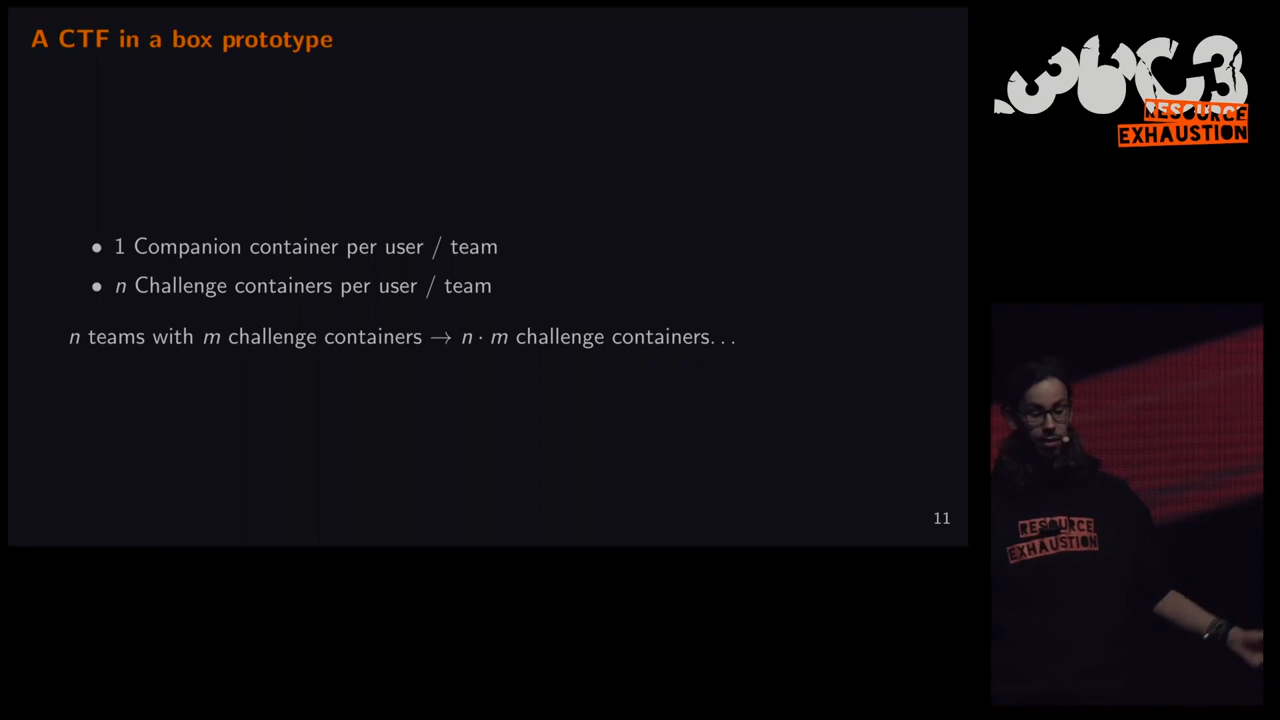 A CTF in a box prototype
• 1 Companion container per user / team
• n Challenge containers per user / team
n teams with m challenge containers → n · m challenge containers. . .
11
36C3
RESOURCE
EXHAUSTION
RESOURCE
EXHAUSTION